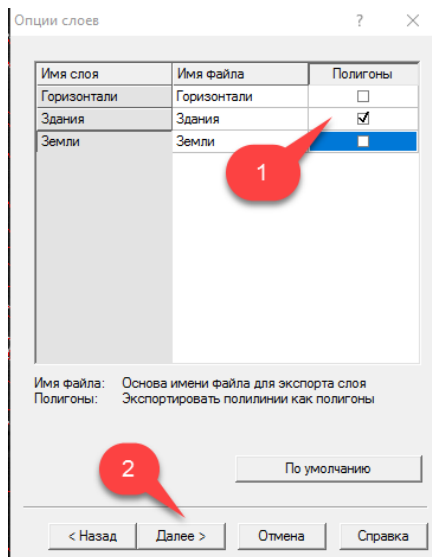 Опции слоев
Имя слоя Имя файла Полигоны
Горизонтали Горизонтали
Здания Здания
Земли Земли
1
Имя файла: Основа имени файла для экспорта слоя
Полигоны: Экспортировать полилинии как полигоны
2
По умолчанию
< Назад Далее > Отмена Справка